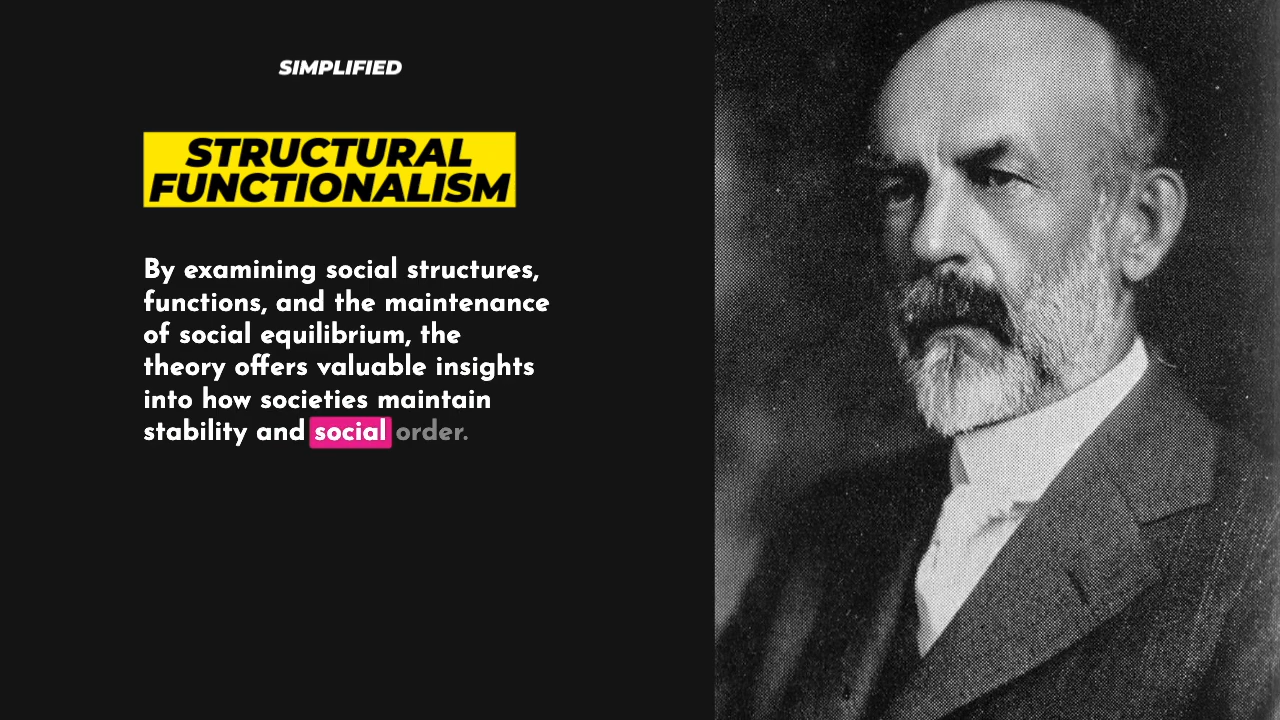 SIMPLIFIED
STRUCTURAL
FUNCTIONALISM
By examining social structures,
functions, and the maintenance
of social equilibrium, the
theory offers valuable insights
into how societies maintain
stability and social order.